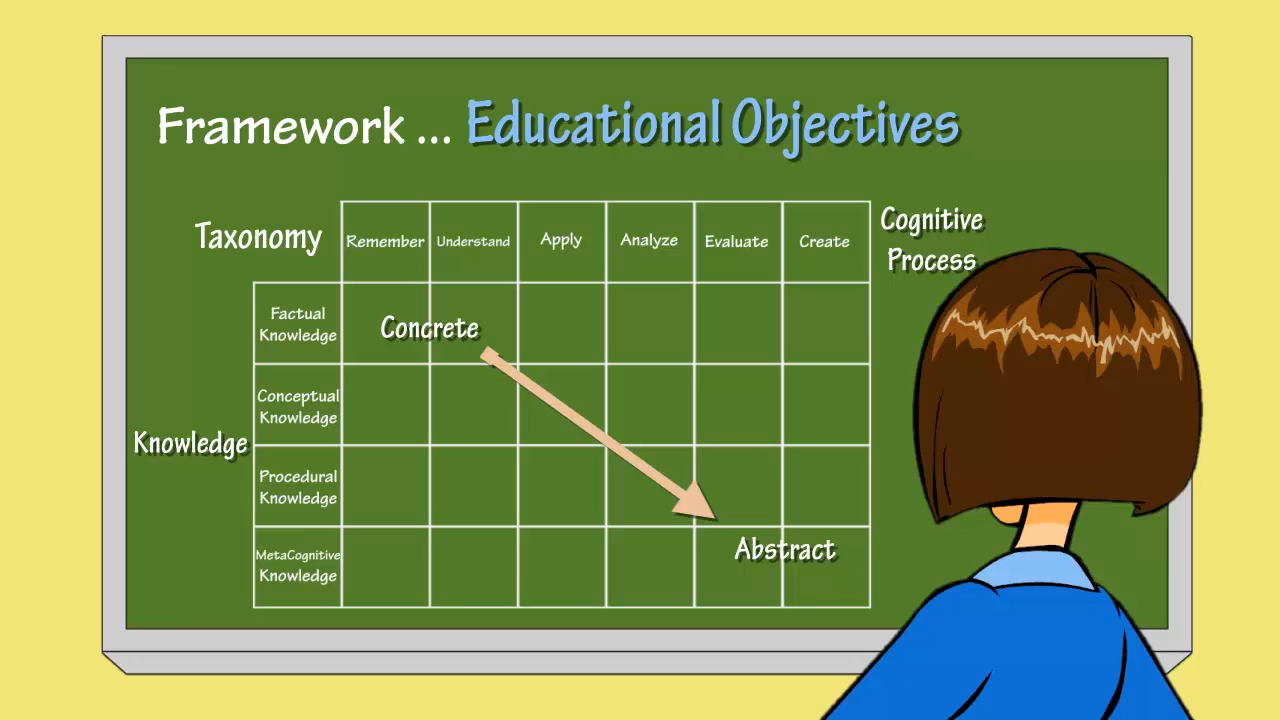 Framework ... Educational Objectives
Taxonomy
Remember Understand Apply Analyze Evaluate Create
Cognitive
Process
Factual
Knowledge
Concrete
Conceptual
Knowledge
Knowledge
Procedural
Knowledge
MetaCognitive
Knowledge
Abstract